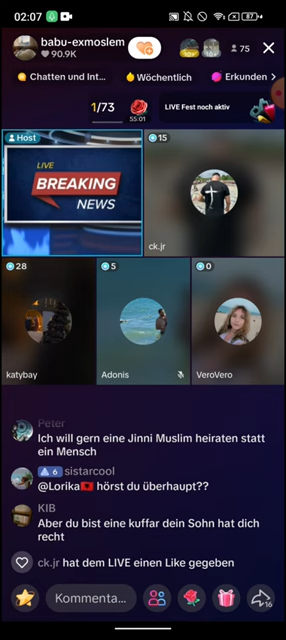 02:07
87
babu-exmoslem
90.9K
75
Chatten und Int...
Wöchentlich
Erkunden
1/73
55:01
LIVE Fest noch aktiv
Host
15
LIVE
BREAKING
NEWS
ck.jr
28
5
0
katybay
Adonis
VeroVero
Peter
Ich will gern eine Jinni Muslim heiraten statt
ein Mensch
6 sistarcool
@Lorika🇦🇱 hörst du überhaupt??
KIB
Aber du bist eine kuffar dein Sohn hat dich
recht
ck.jr hat dem LIVE einen Like gegeben
Kommenta...
16